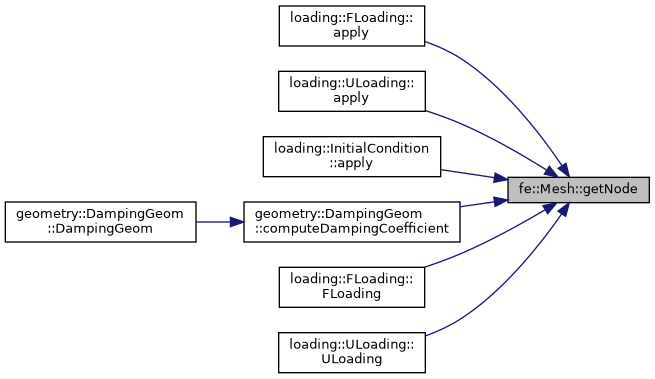 loading::FLoading::
apply
loading::ULoading::
apply
loading::InitialCondition
::apply
fe::Mesh::getNode
geometry::DampingGeom
::DampingGeom
geometry::DampingGeom
::computeDampingCoefficient
loading::FLoading::
FLoading
loading::ULoading::
ULoading